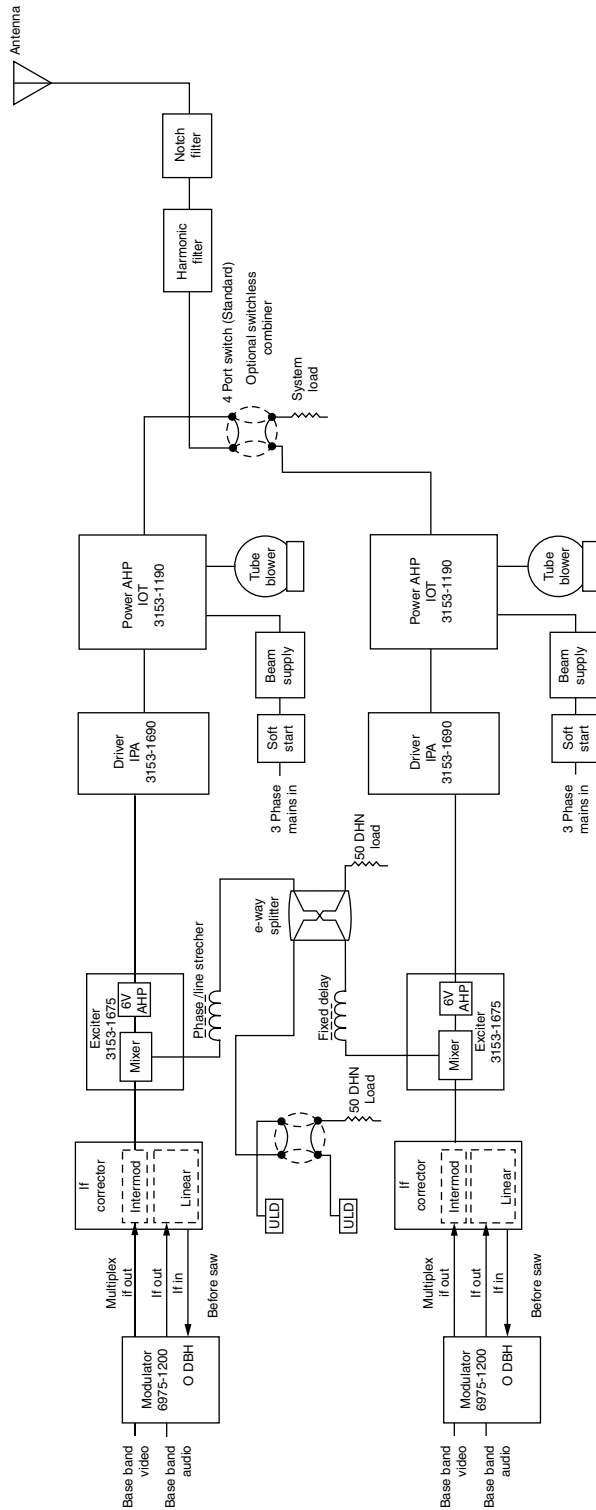 Base band
video
Base band
audio
Modulator
6975-1200
O DBH
Multiplex
if out
If out
If in
Before saw
If
corrector
Intermod
Linear
Exciter
3153-1675
Mixer
6V
AHP
Driver
IPA
3153-1690
Power AHP
IOT
3153-1190
3 Phase
mains in
Soft
start
Beam
supply
Tube
blower
Phase /line strecher
ULD
ULD
50 DHN
Load
e-way
splitter
50 DHN
load
Fixed delay
4 Port switch (Standard)
Optional switchless
combiner
System
load
Harmonic
filter
Notch
filter
Antenna
Base band
video
Base band
audio
Modulator
6975-1200
O DBH
Multiplex
if out
If out
If in
Before saw
If
corrector
Intermod
Linear
Mixer
6V
AHP
Exciter
3153-1675
Driver
IPA
3153-1690
Power AHP
IOT
3153-1190
3 Phase
mains in
Soft
start
Beam
supply
Tube
blower